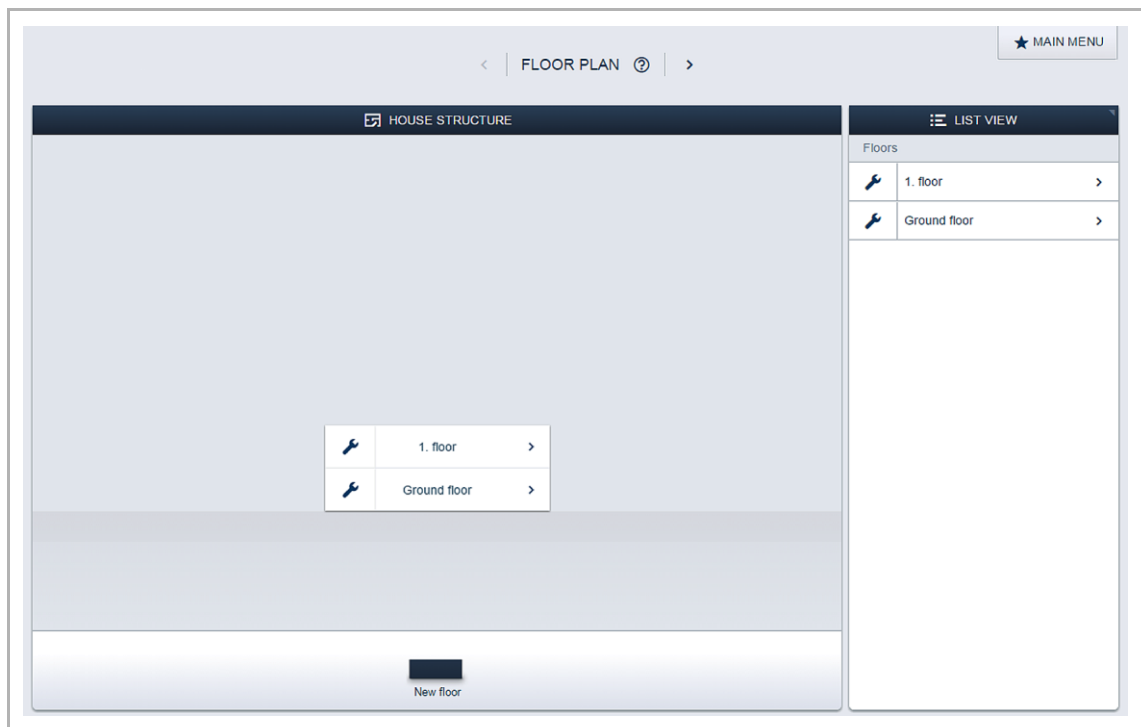 MAIN MENU
FLOOR PLAN
HOUSE STRUCTURE
1. floor
Ground floor
New floor
LIST VIEW
Floors
1. floor
Ground floor